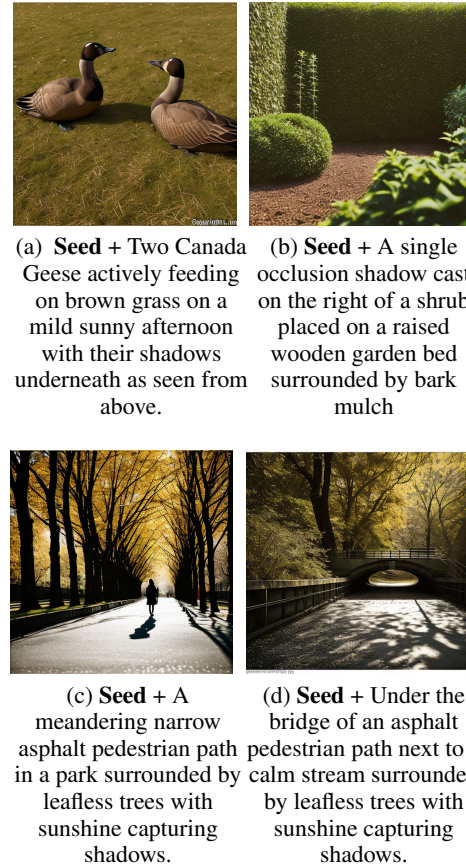 (a) Seed + Two Canada
Geese actively feeding
on brown grass on a
mild sunny afternoon
with their shadows
underneath as seen from
above.
(b) Seed + A single
occlusion shadow cast
on the right of a shrub
placed on a raised
wooden garden bed
surrounded by bark
mulch
(c) Seed + A
meandering narrow
asphalt pedestrian path
in a park surrounded by
leafless trees with
sunshine capturing
shadows.
(d) Seed + Under the
bridge of an asphalt
pedestrian path next to
calm stream surrounde
by leafless trees with
sunshine capturing
shadows.